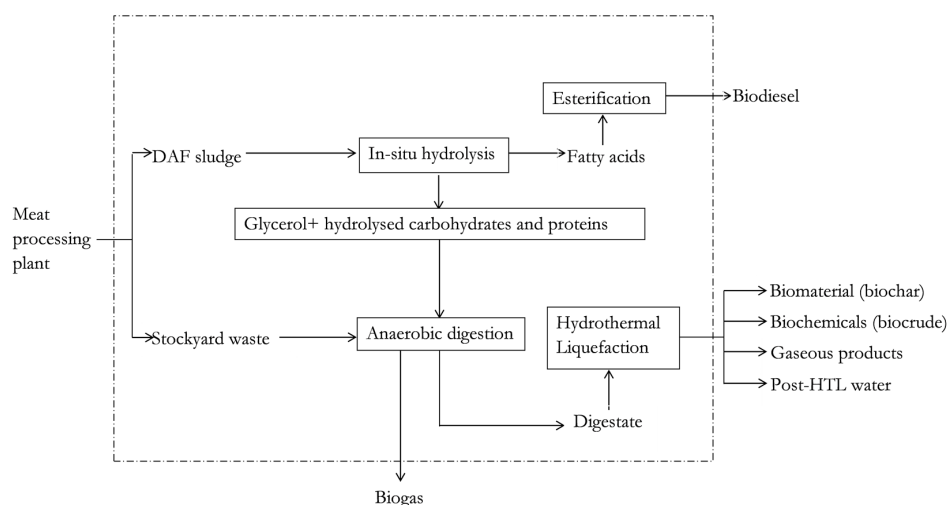 Esterification
Biodiesel
DAF sludge
In-situ hydrolysis
Fatty acids
Meat
processing
plant
Glycerol+ hydrolysed carbohydrates and proteins
Stockyard waste
Anaerobic digestion
Hydrothermal
Liquefaction
Biomaterial (biochar)
Biochemicals (biocrude)
Gaseous products
Post-HTL water
Digestate
Biogas